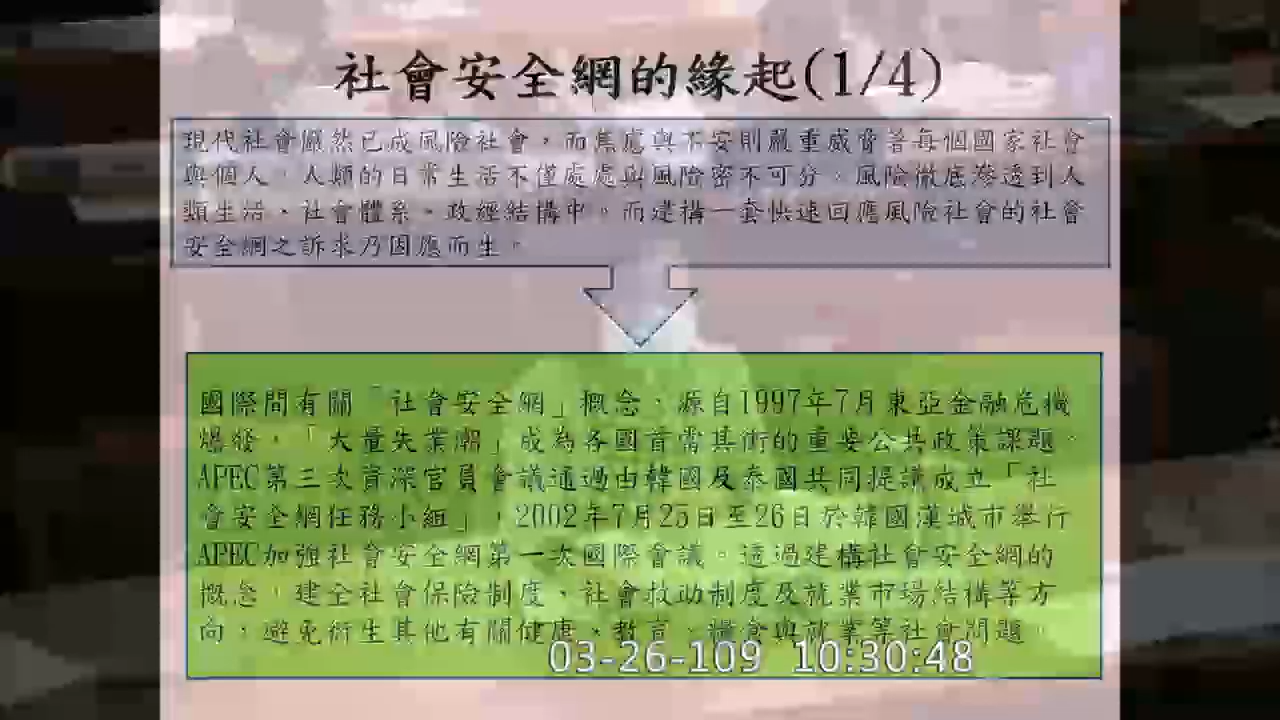 社會安全網的緣起(1/4)
現代社會儼然已成風險社會，而焦慮與不安則嚴重威脅著每個國家社會
與個人。人類的日常生活不僅處處與風險密不可分，風險徹底滲透到人
類生活、社會體系、政經結構中。而建構一套快速回應風險社會的社會
安全網之訴求乃因應而生。
國際間有關「社會安全網」概念，源自1997年7月東亞金融危機
爆發，「大量失業潮」成為各國首當其衝的重要公共政策課題。
APEC第三次資深官員會議通過由韓國及泰國共同提議成立「社
會安全網任務小組」，2002年7月25日至26日於韓國漢城市舉行
APEC加強社會安全網第一次國際會議。透過建構社會安全網的
概念，建全社會保險制度、社會救助制度及就業市場結構等方
向，避免衍生其他有關健康、教育、糧食與就業等社會問題。
03-26-109 10:30:48